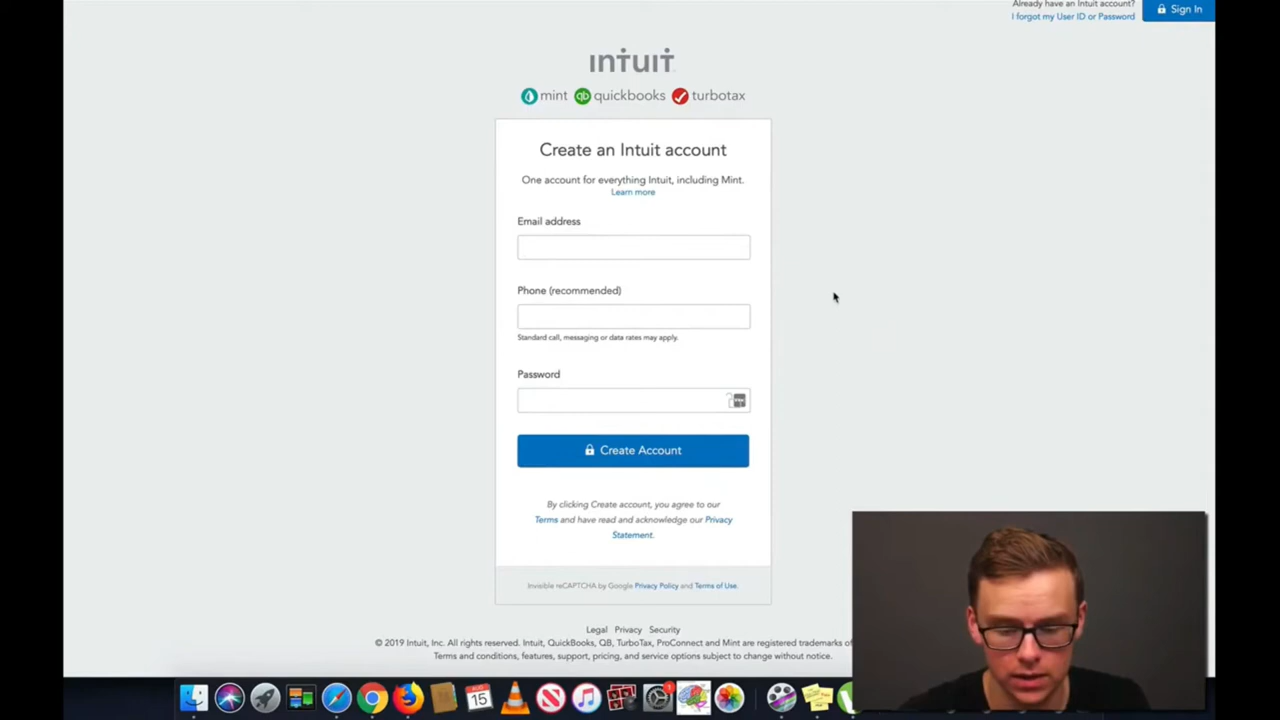 Already have an Intuit account?
I forgot my User ID or Password
Sign In
intuit
mint quickbooks turbotax
Create an Intuit account
One account for everything Intuit, including Mint.
Learn more
Email address
Phone (recommended)
Standard call, messaging or data rates may apply.
Password
Create Account
By clicking Create account, you agree to our
Terms and have read and acknowledge our Privacy
Statement.
Invisible reCAPTCHA by Google Privacy Policy and Terms of Use.
Legal Privacy Security
© 2019 Intuit, Inc. All rights reserved. Intuit, QuickBooks, QB, TurboTax, ProConnect and Mint are registered trademarks of
Terms and conditions, features, support, pricing, and service options subject to change without notice.
15